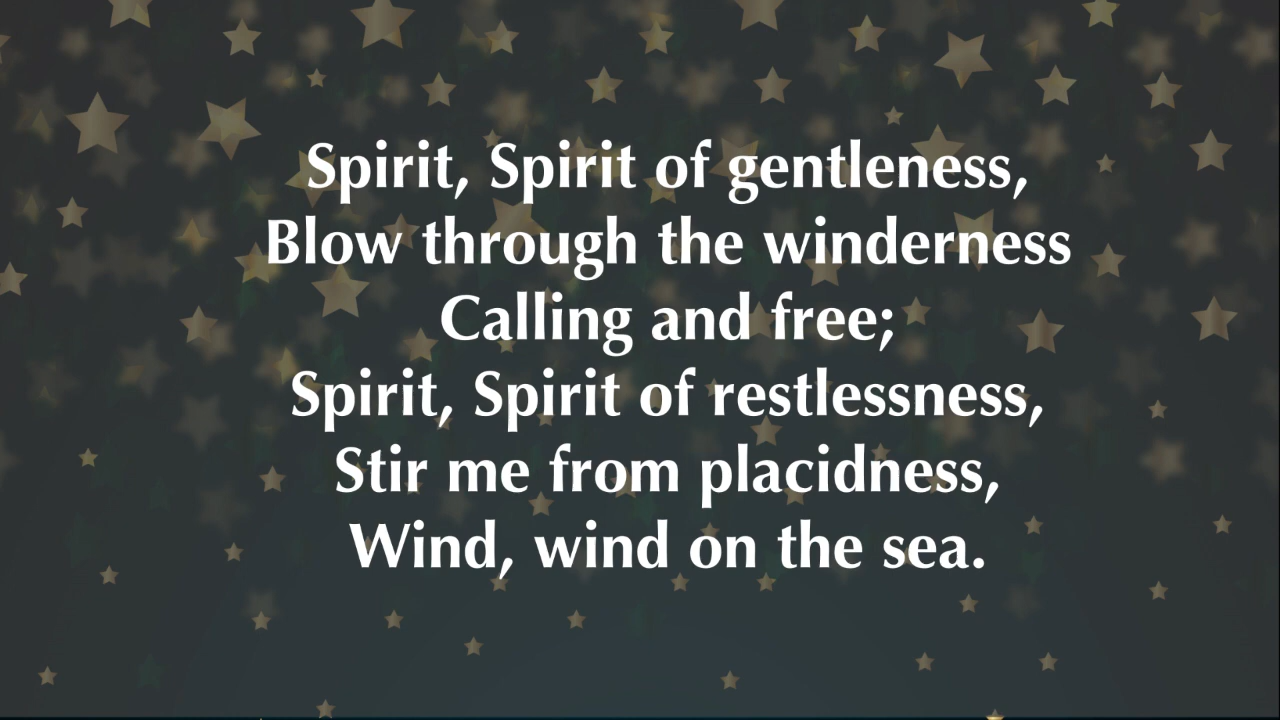 Spirit, Spirit of gentleness,
Blow through the winderness
Calling and free;
Spirit, Spirit of restlessness,
Stir me from placidness,
Wind, wind on the sea.